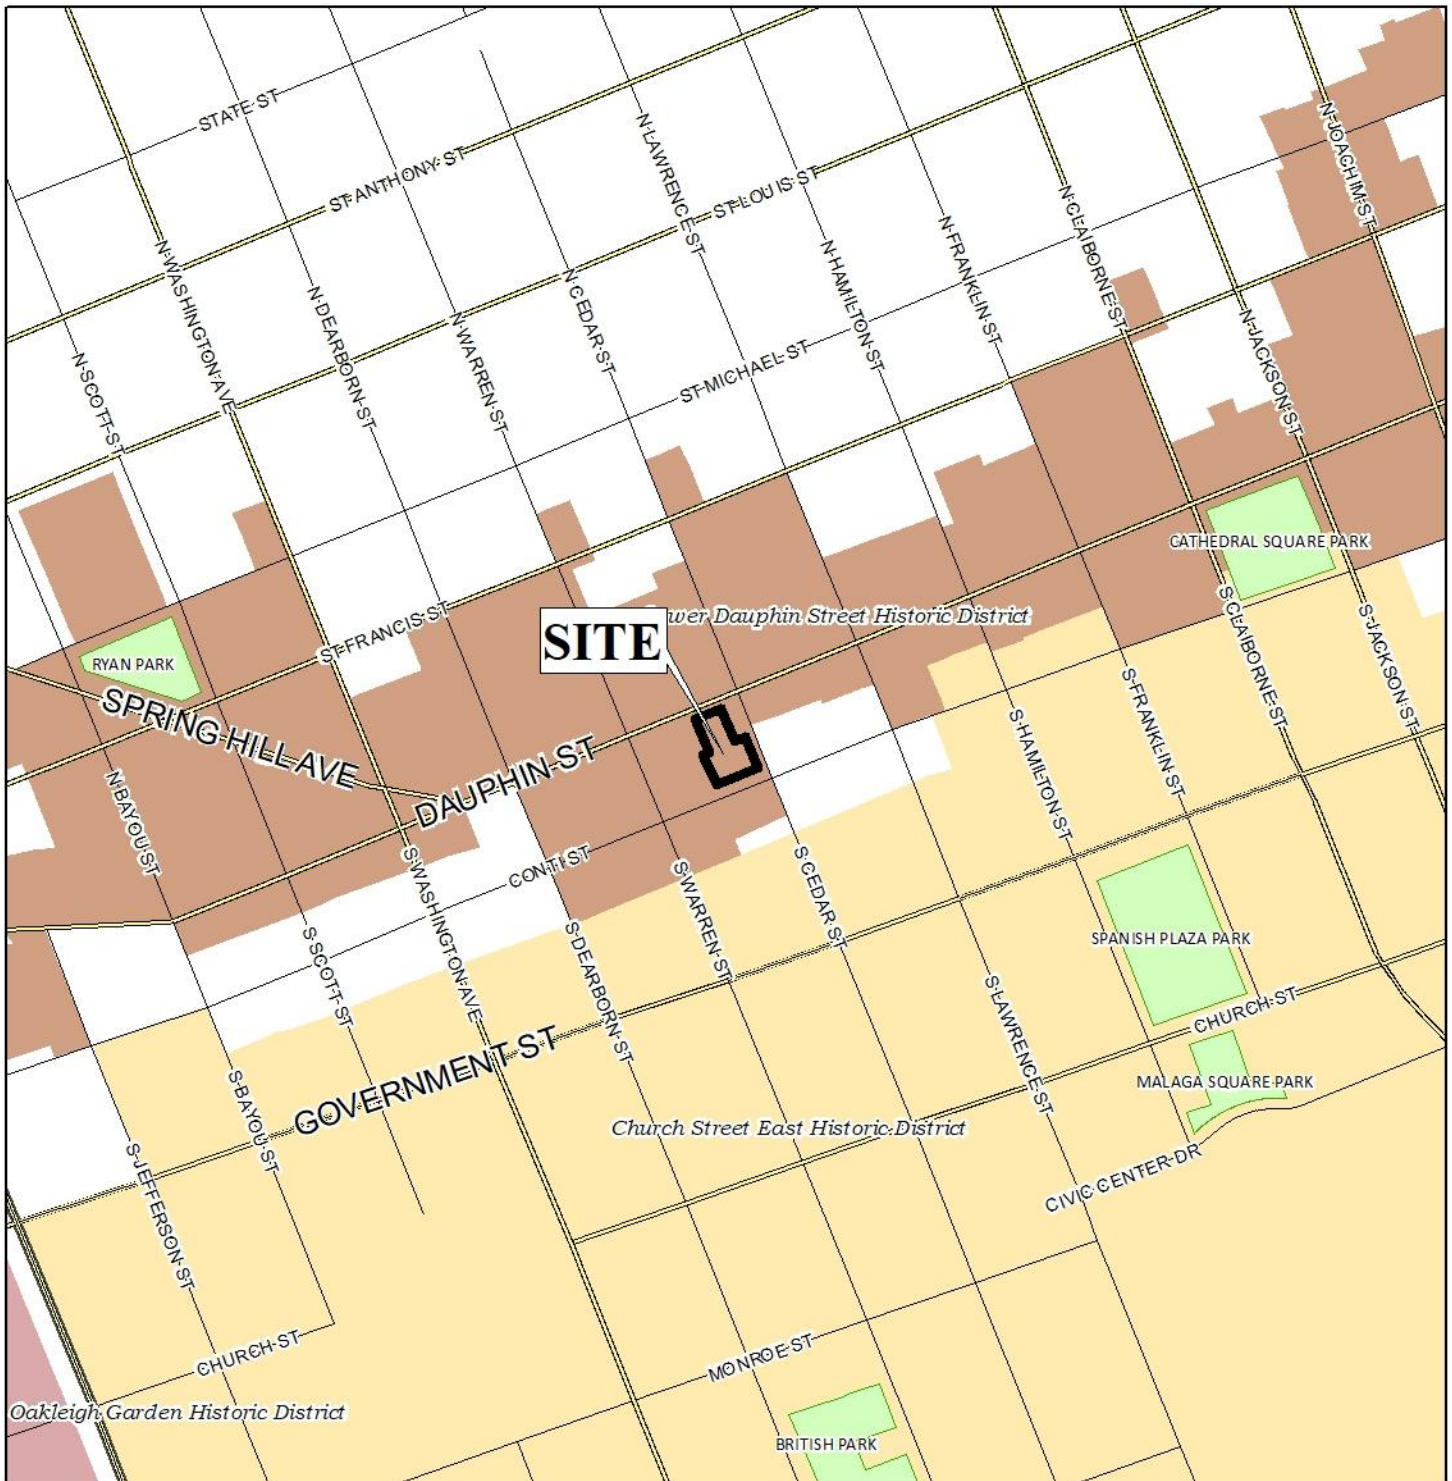 STATE ST
ST ANTHONY ST
N LAWRENCE ST
N JOACHIM ST
ST LOUIS ST
N WASHINGTON AVE
N CLAIBORNE ST
N HAMILTON ST
N FRANKLIN ST
N CEDAR ST
N DEARBORN ST
N WARREN ST
N JACKSON ST
N SCOTT ST
ST MICHAEL ST
CATHEDRAL SQUARE PARK
S CLAIBORNE ST
ST FRANCIS ST
SITE
wer Dauphin Street Historic District
S JACKSON ST
RYAN PARK
SPRING HILL AVE
S FRANKLIN ST
S HAMILTON ST
DAUPHIN ST
N BAYOU ST
CONTI ST
S WASHINGTON AVE
S WARREN ST
S CEDAR ST
S SCOTT ST
S DEARBORN ST
SPANISH PLAZA PARK
S LAWRENCE ST
CHURCH ST
GOVERNMENT ST
S BAYOU ST
MALAGA SQUARE PARK
Church Street East Historic District
S JEFFERSON ST
CIVIC CENTER DR
CHURCH ST
MONROE ST
Oakleigh Garden Historic District
BRITISH PARK